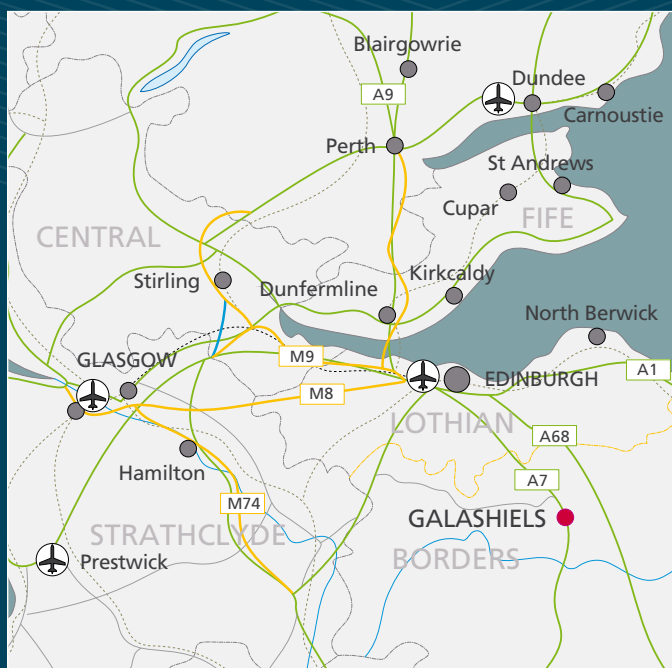 Blairgowrie
Dundee
A9
Carnoustie
Perth
St Andrews
Cupar
FIFE
CENTRAL
Stirling
Kirkcaldy
Dunfermline
North Berwick
M9
GLASGOW
A1
EDINBURGH
M8
LOTHIAN
A68
Hamilton
A7
M74
GALASHIELS
STRATHCLYDE
BORDERS
Prestwick